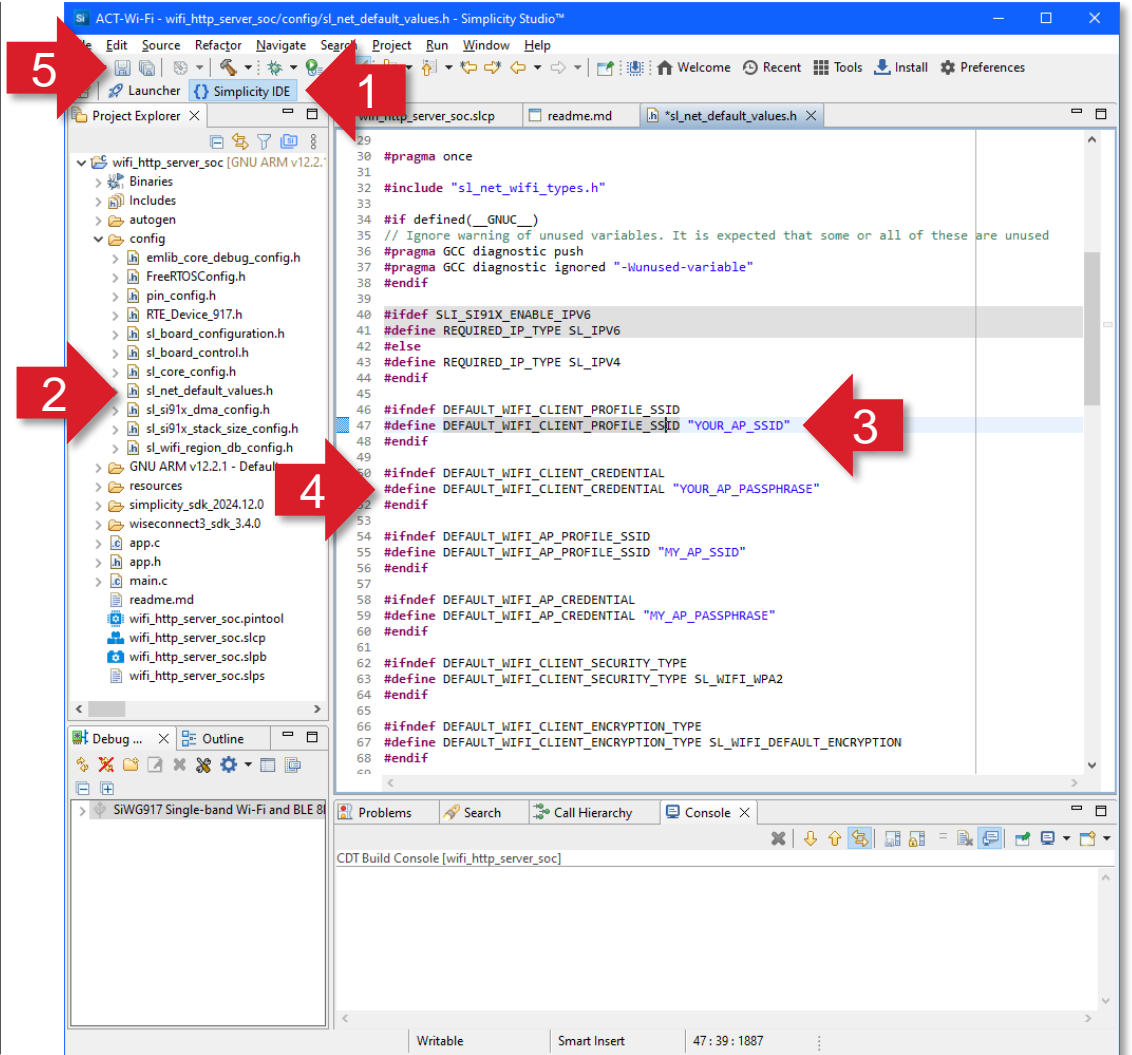 ACT-Wi-Fi - wifi_http_server_soc/config/sl_net_default_values.h - Simplicity Studio™
Edit Source Refactor Navigate Search Project Run Window Help
5
1
Welcome Recent Tools Install Preferences
Launcher {} Simplicity IDE
Project Explorer
wifi_http_server_soc.slcp readme.md *sl_net_default_values.h
wifi_http_server_soc [GNU ARM v12.2.1
Binaries
Includes
autogen
config
emlib_core_debug_config.h
FreeRTOSConfig.h
pin_config.h
RTE_Device_917.h
sl_board_configuration.h
sl_board_control.h
sl_core_config.h
2
sl_net_default_values.h
sl_si91x_dma_config.h
sl_si91x_stack_size_config.h
sl_wifi_region_db_config.h
GNU ARM v12.2.1 - Default
resources
simplicity_sdk_2024.12.0
wiseconnect3_sdk_3.4.0
app.c
app.h
main.c
readme.md
wifi_http_server_soc.pintool
wifi_http_server_soc.slcp
wifi_http_server_soc.slpb
wifi_http_server_soc.slps
29
30 #pragma once
31
32 #include "sl_net_wifi_types.h"
33
34 #if defined(__GNUC__)
35 // Ignore warning of unused variables. It is expected that some or all of these are unused
36 #pragma GCC diagnostic push
37 #pragma GCC diagnostic ignored "-Wunused-variable"
38 #endif
39
40 #ifdef SLI_SI91X_ENABLE_IPV6
41 #define REQUIRED_IP_TYPE SL_IPV6
42 #else
43 #define REQUIRED_IP_TYPE SL_IPV4
44 #endif
45
46 #ifndef DEFAULT_WIFI_CLIENT_PROFILE_SSID
47 #define DEFAULT_WIFI_CLIENT_PROFILE_SSID "YOUR_AP_SSID"
3
48 #endif
49
50 #ifndef DEFAULT_WIFI_CLIENT_CREDENTIAL
4
#define DEFAULT_WIFI_CLIENT_CREDENTIAL "YOUR_AP_PASSPHRASE"
52 #endif
53
54 #ifndef DEFAULT_WIFI_AP_PROFILE_SSID
55 #define DEFAULT_WIFI_AP_PROFILE_SSID "MY_AP_SSID"
56 #endif
57
58 #ifndef DEFAULT_WIFI_AP_CREDENTIAL
59 #define DEFAULT_WIFI_AP_CREDENTIAL "MY_AP_PASSPHRASE"
60 #endif
61
62 #ifndef DEFAULT_WIFI_CLIENT_SECURITY_TYPE
63 #define DEFAULT_WIFI_CLIENT_SECURITY_TYPE SL_WIFI_WPA2
64 #endif
65
66 #ifndef DEFAULT_WIFI_CLIENT_ENCRYPTION_TYPE
67 #define DEFAULT_WIFI_CLIENT_ENCRYPTION_TYPE SL_WIFI_DEFAULT_ENCRYPTION
68 #endif
69
Debug ... Outline
SiWG917 Single-band Wi-Fi and BLE 8
Problems Search Call Hierarchy Console
CDT Build Console [wifi_http_server_soc]
Writable Smart Insert 47 : 39 : 1887